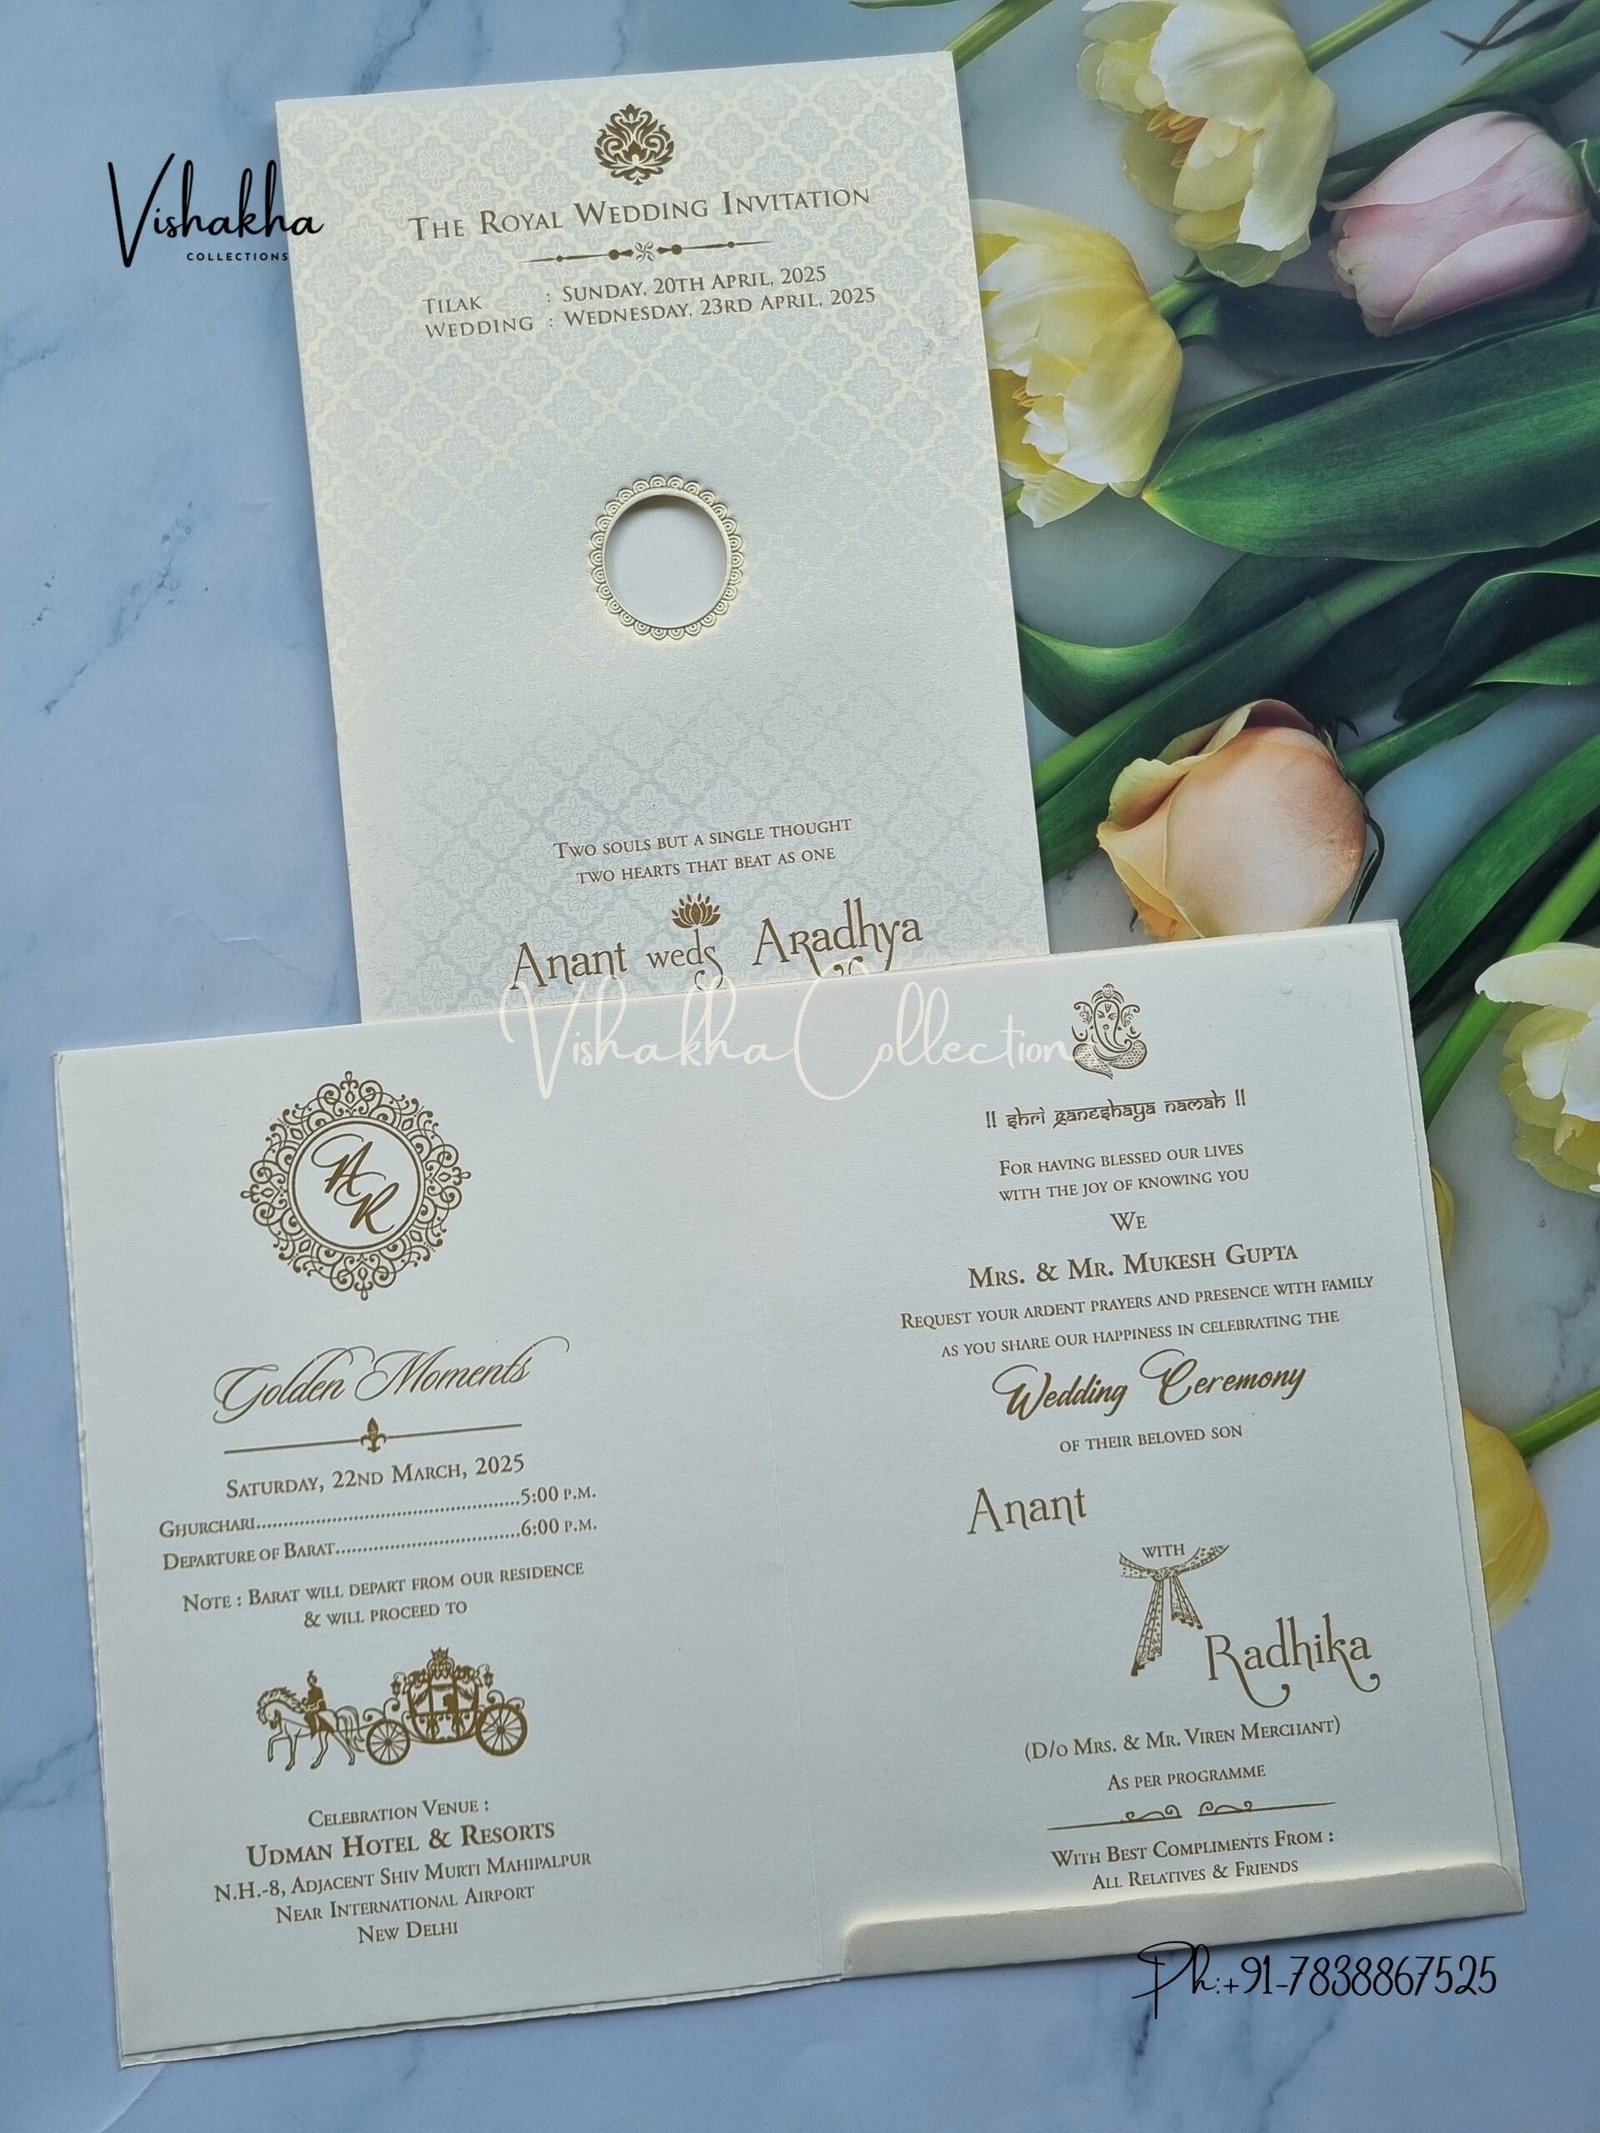 Vishakha
COLLECTIONS
The Royal Wedding Invitation
Tilak : Sunday, 20th April, 2025
Wedding : Wednesday, 23rd April, 2025
Two souls but a single thought
two hearts that beat as one
Anant weds Aradhya
Vishakha Collection
AR
Golden Moments
Saturday, 22nd March, 2025
Ghurchari..................................................5:00 p.m.
Departure of Barat...................................6:00 p.m.
Note : Barat will depart from our residence
& will proceed to
Celebration Venue :
Udman Hotel & Resorts
N.H.-8, Adjacent Shiv Murti Mahipalpur
Near International Airport
New Delhi
!! shri ganeshaya namah !!
For having blessed our lives
with the joy of knowing you
We
Mrs. & Mr. Mukesh Gupta
Request your ardent prayers and presence with family
as you share our happiness in celebrating the
Wedding Ceremony
of their beloved son
Anant
with
Radhika
(D/o Mrs. & Mr. Viren Merchant)
As per programme
With Best Compliments From :
All Relatives & Friends
Ph:+91-7838867525